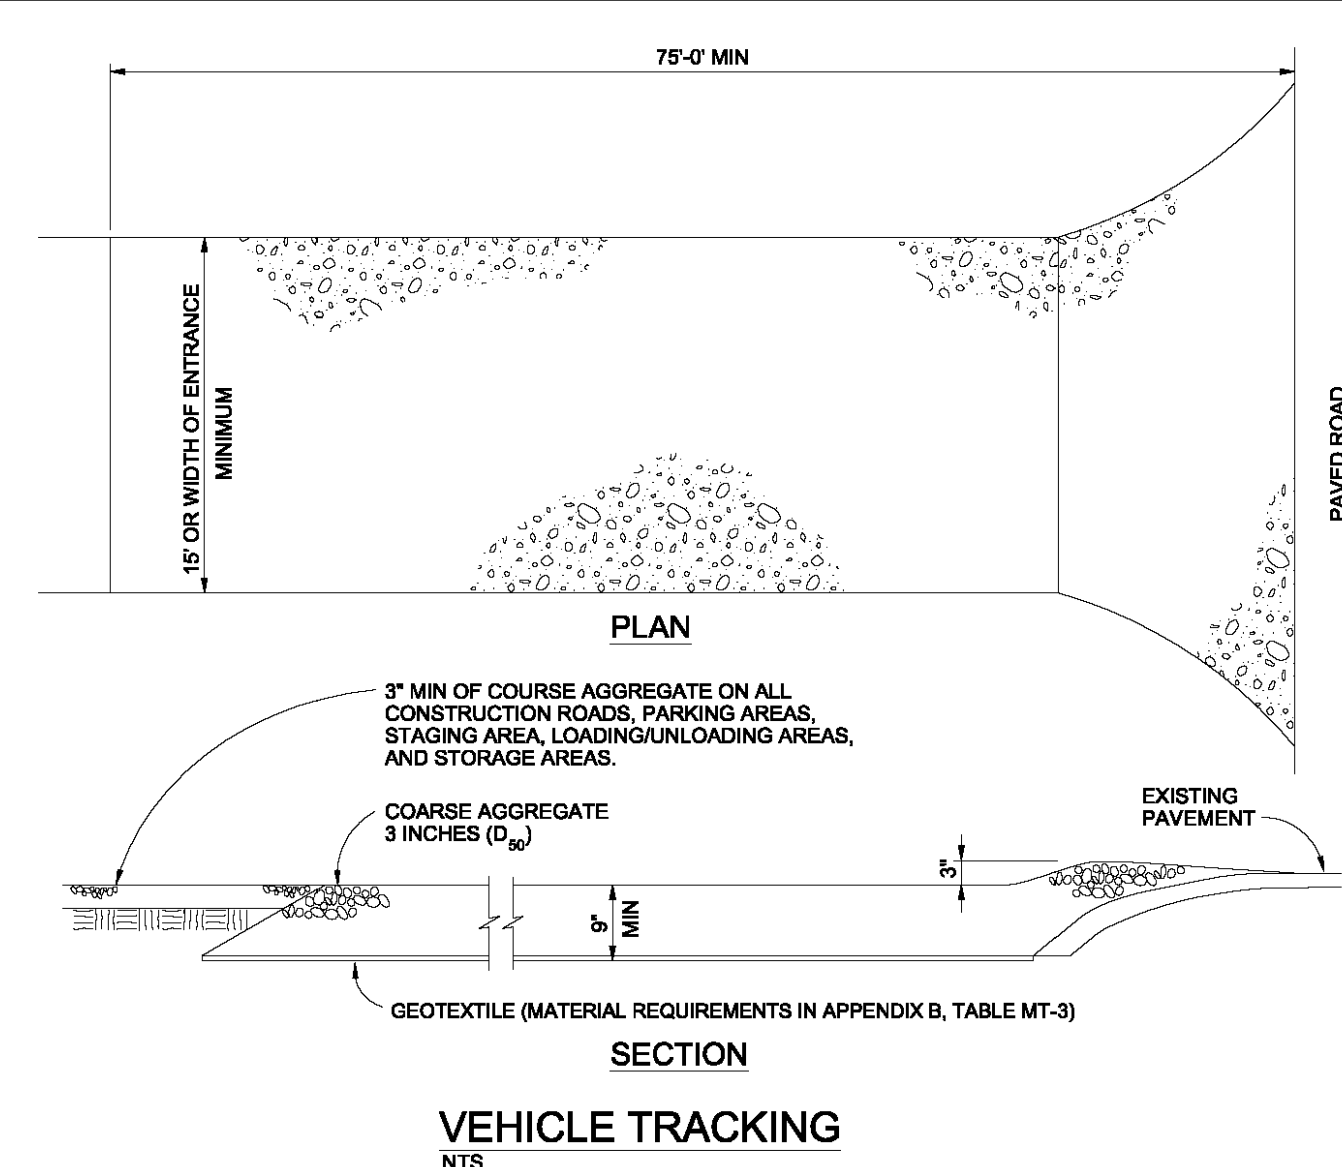 75'-0' MIN
15' OR WIDTH OF ENTRANCE
MINIMUM
PAVED ROAD
PLAN
3" MIN OF COURSE AGGREGATE ON ALL
CONSTRUCTION ROADS, PARKING AREAS,
STAGING AREA, LOADING/UNLOADING AREAS,
AND STORAGE AREAS.
COARSE AGGREGATE
3 INCHES (D50)
EXISTING
PAVEMENT
3"
9"
MIN
GEOTEXTILE (MATERIAL REQUIREMENTS IN APPENDIX B, TABLE MT-3)
SECTION
VEHICLE TRACKING
NTS